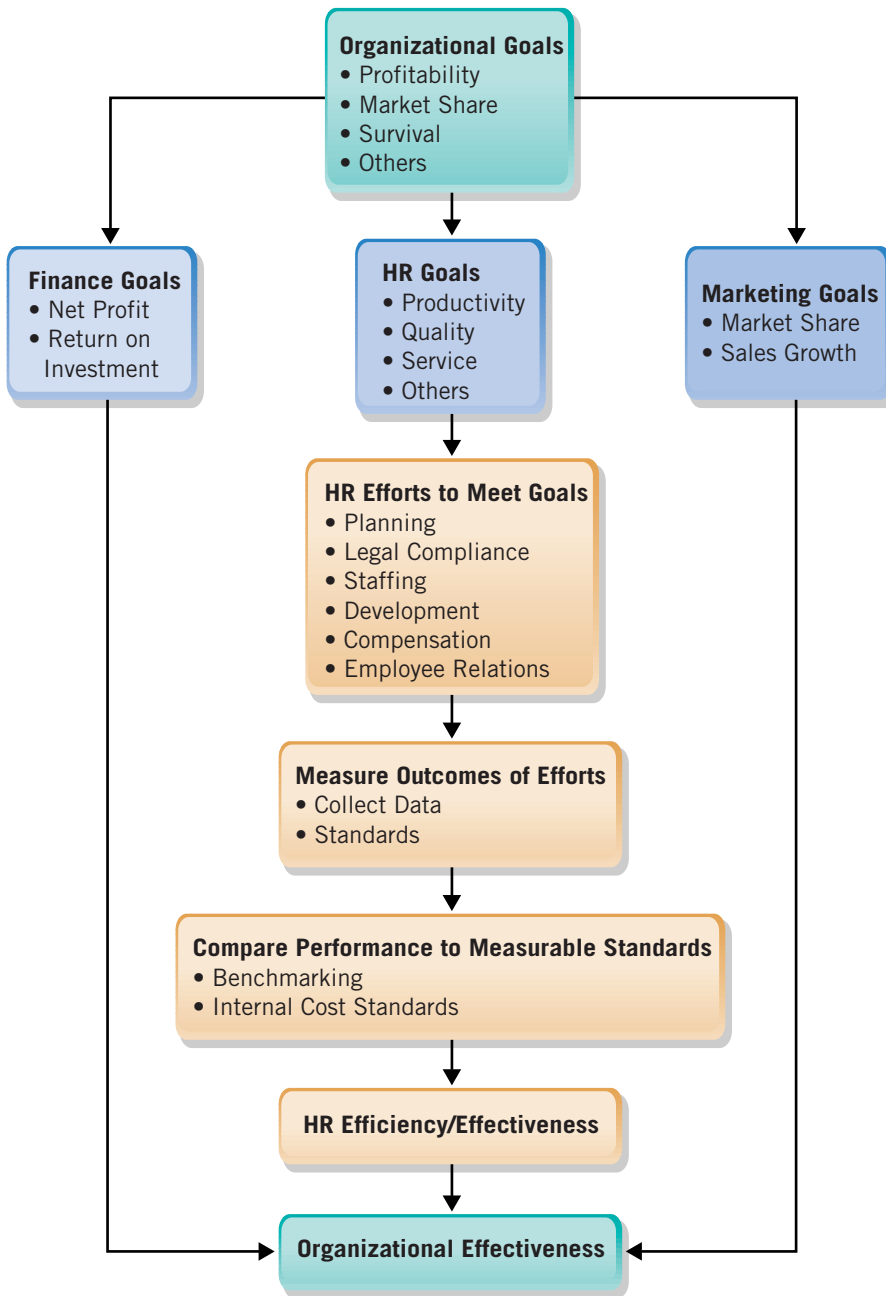 Organizational Goals
• Profitability
• Market Share
• Survival
• Others
Finance Goals
• Net Profit
• Return on
Investment
HR Goals
• Productivity
• Quality
• Service
• Others
Marketing Goals
• Market Share
• Sales Growth
HR Efforts to Meet Goals
• Planning
• Legal Compliance
• Staffing
• Development
• Compensation
• Employee Relations
Measure Outcomes of Efforts
• Collect Data
• Standards
Compare Performance to Measurable Standards
• Benchmarking
• Internal Cost Standards
HR Efficiency/Effectiveness
Organizational Effectiveness